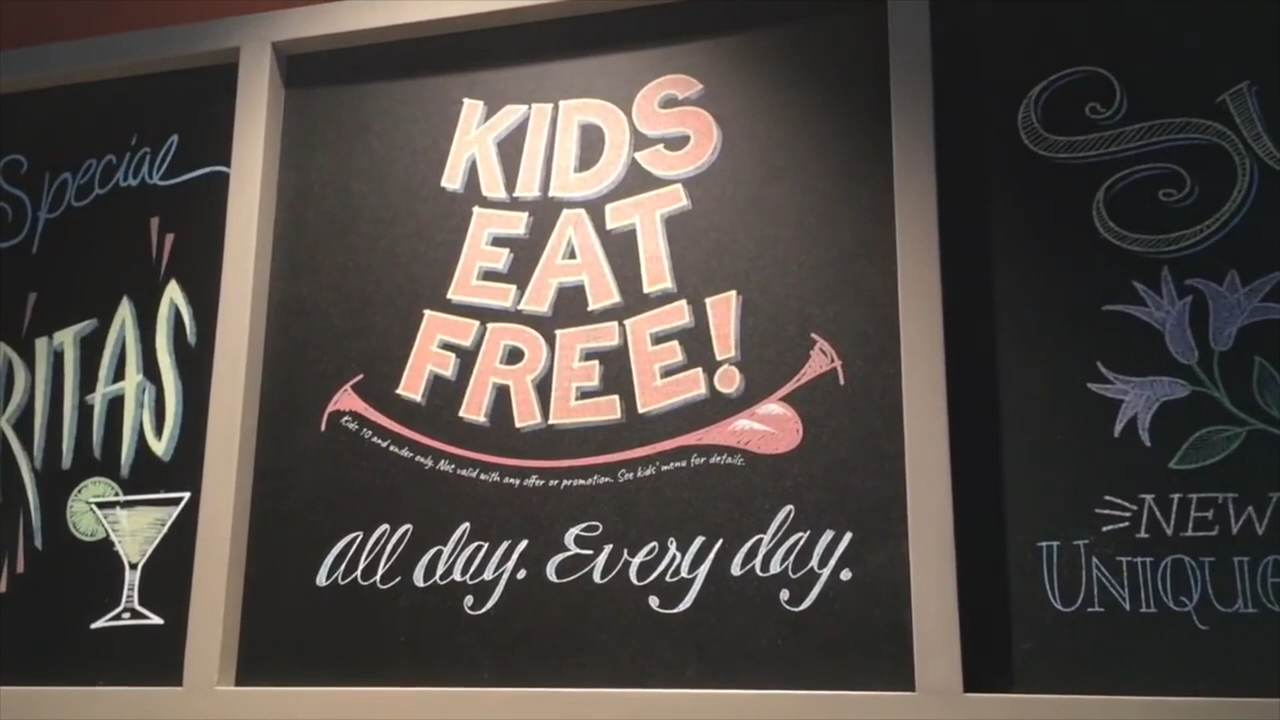 Special
RITAS
KIDS
EAT
FREE!
Kids 10 and under only. Not valid with any offer or promotion. See kids' menu for details.
all day. Every day.
NEW
UNIQUE